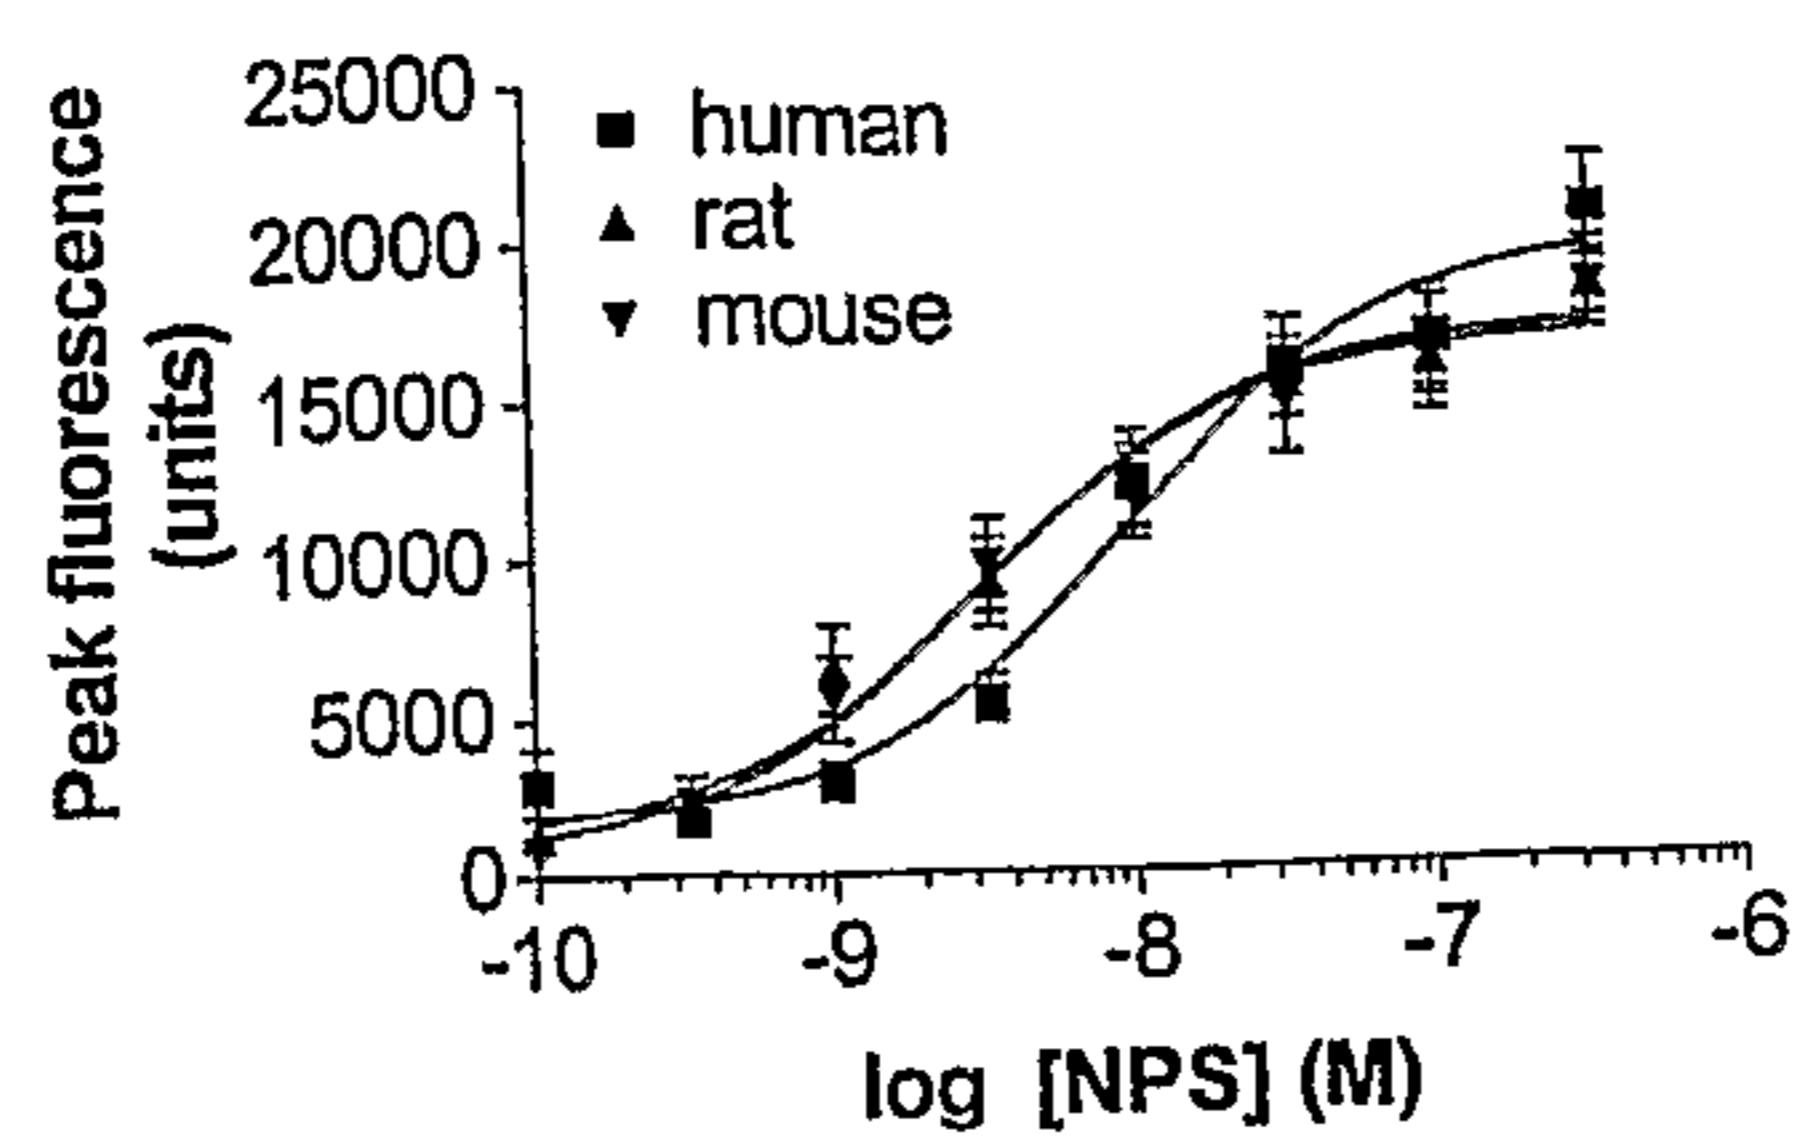 25000
20000
15000
10000
5000
0
Peak fluorescence
(units)
human
rat
mouse
-10
-9
-8
-7
-6
log [NPS] (M)